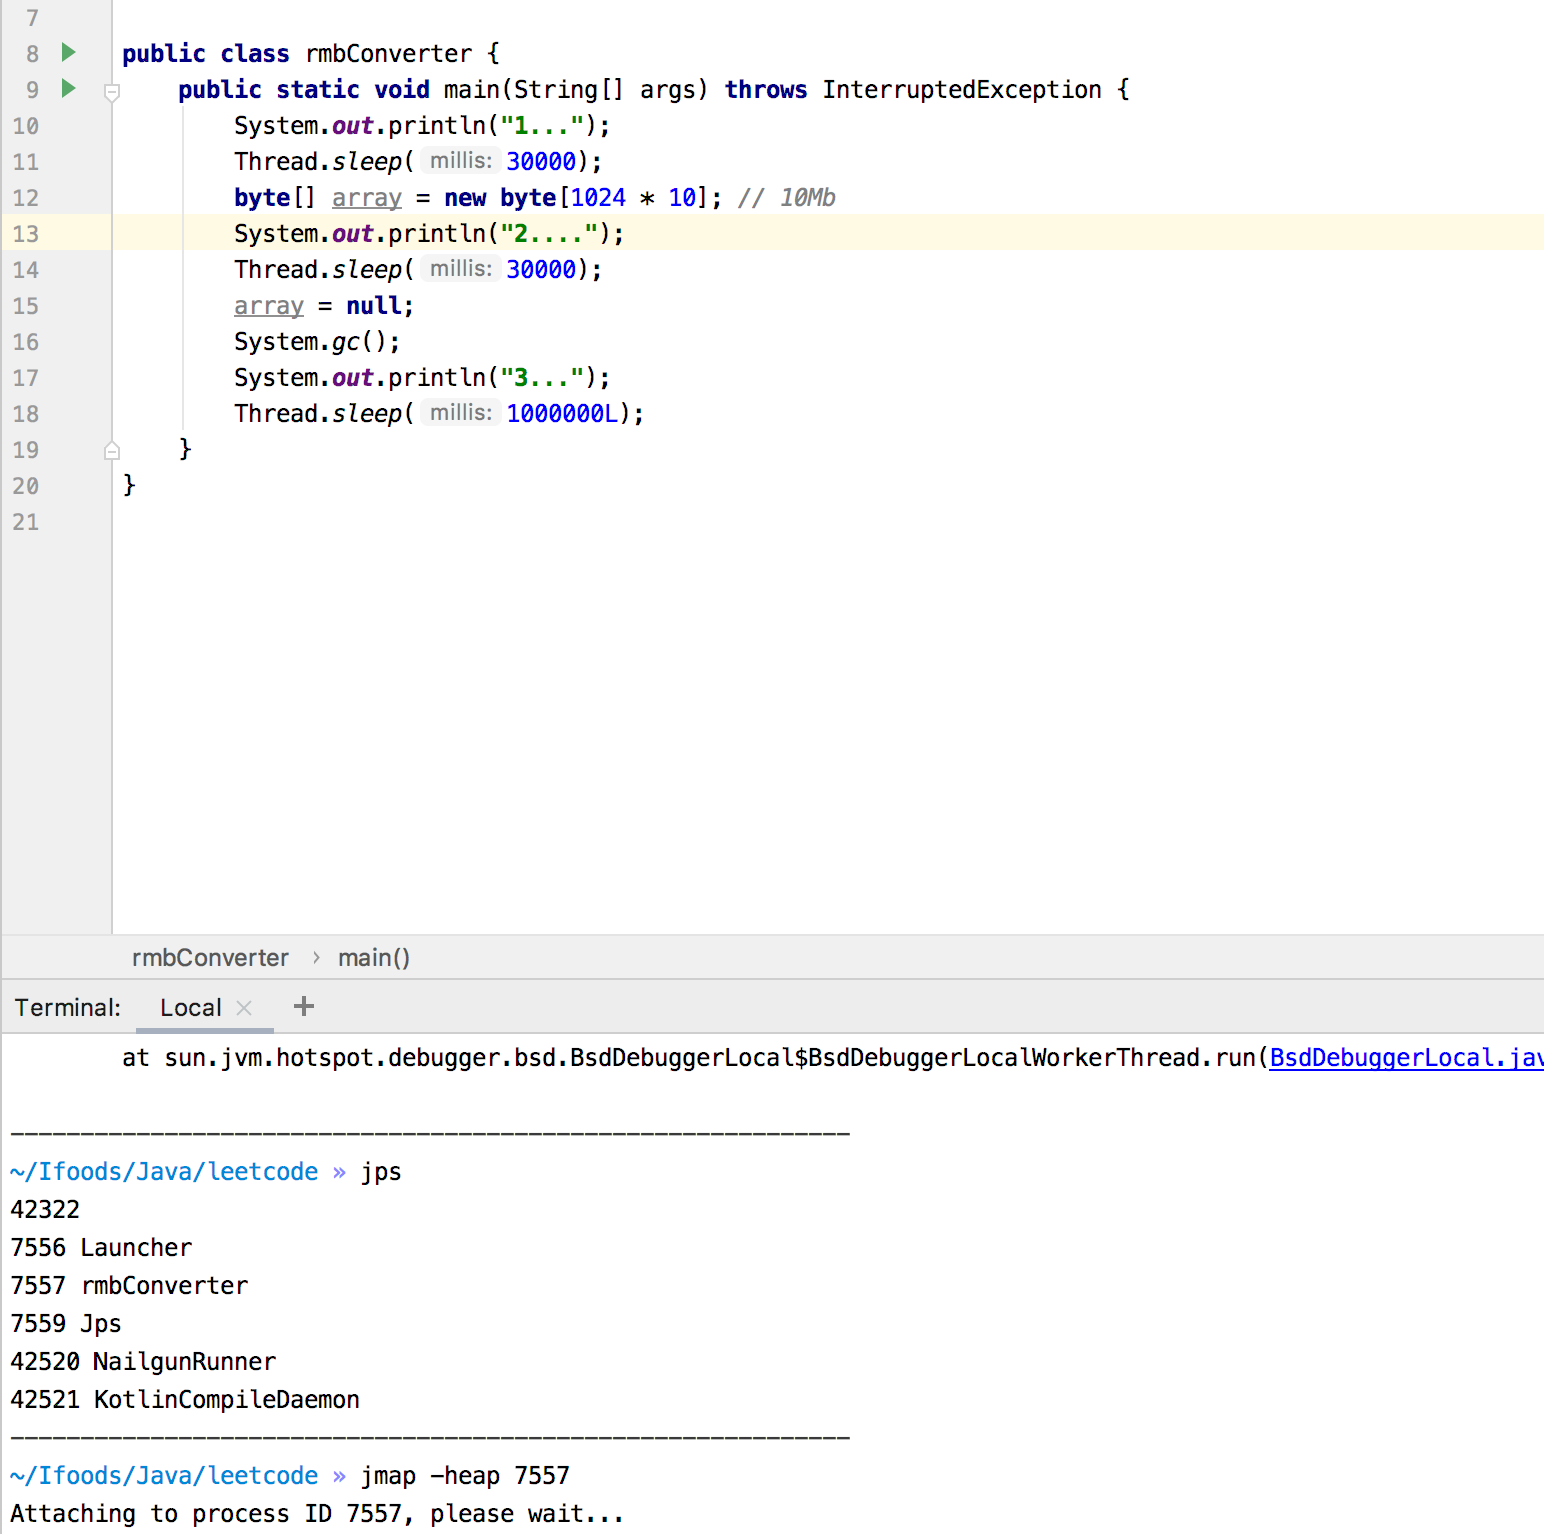 7
8 public class rmbConverter {
9 public static void main(String[] args) throws InterruptedException {
10 System.out.println("1...");
11 Thread.sleep( millis: 30000);
12 byte[] array = new byte[1024 * 10]; // 10Mb
13 System.out.println("2....");
14 Thread.sleep( millis: 30000);
15 array = null;
16 System.gc();
17 System.out.println("3...");
18 Thread.sleep( millis: 1000000L);
19 }
20 }
21
rmbConverter › main()
Terminal: Local × +
at sun.jvm.hotspot.debugger.bsd.BsdDebuggerLocal$BsdDebuggerLocalWorkerThread.run(BsdDebuggerLocal.jav
------------------------------------------------------------
~/Ifoods/Java/leetcode » jps
42322
7556 Launcher
7557 rmbConverter
7559 Jps
42520 NailgunRunner
42521 KotlinCompileDaemon
------------------------------------------------------------
~/Ifoods/Java/leetcode » jmap -heap 7557
Attaching to process ID 7557, please wait...